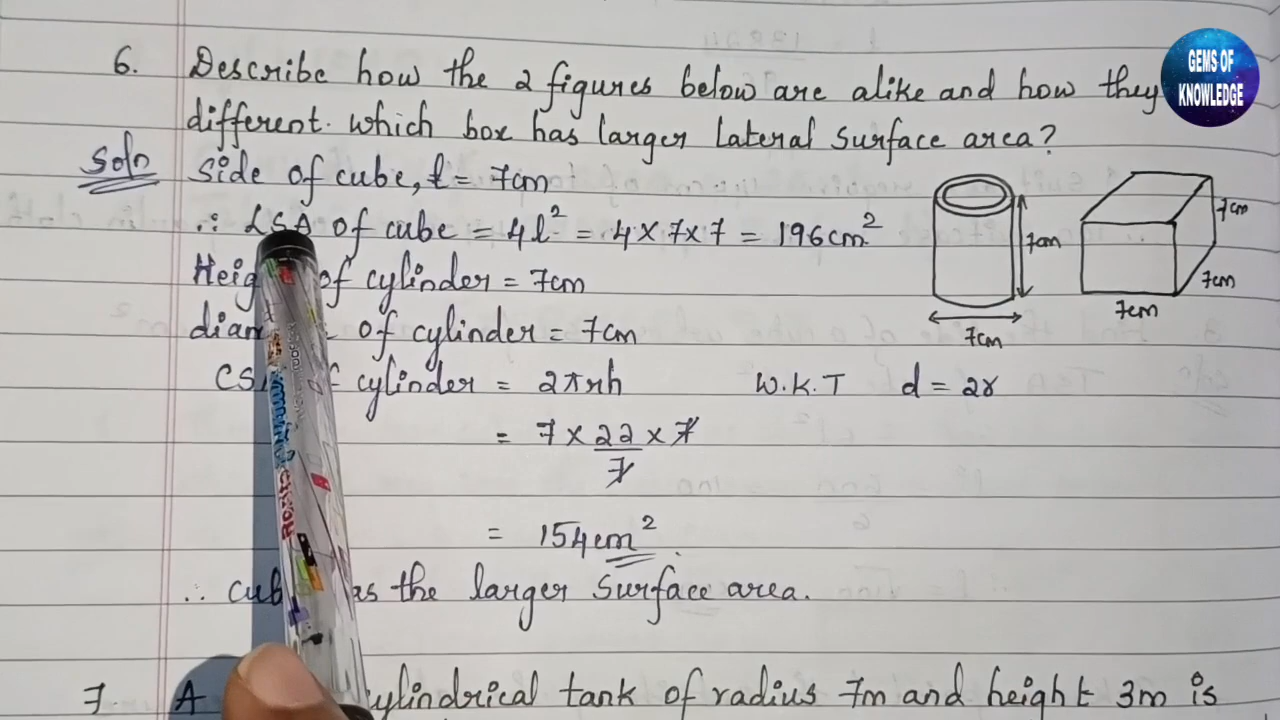 6. Describe how the 2 figures below are alike and how they
different. which box has larger lateral surface area?
Soln side of cube, l = 7cm
∴ LSA of cube = 4l² = 4 × 7 × 7 = 196cm²
of cylinder = 7cm
of cylinder = 7cm
cylinder = 2πrh W.K.T d = 2r
= 7 × 22/7 × 7
= 154cm²
∴ the larger surface area.
7. A tank of radius 7m and height 3m is
7cm
7cm
7cm
7cm
7cm
GEMS OF
KNOWLEDGE